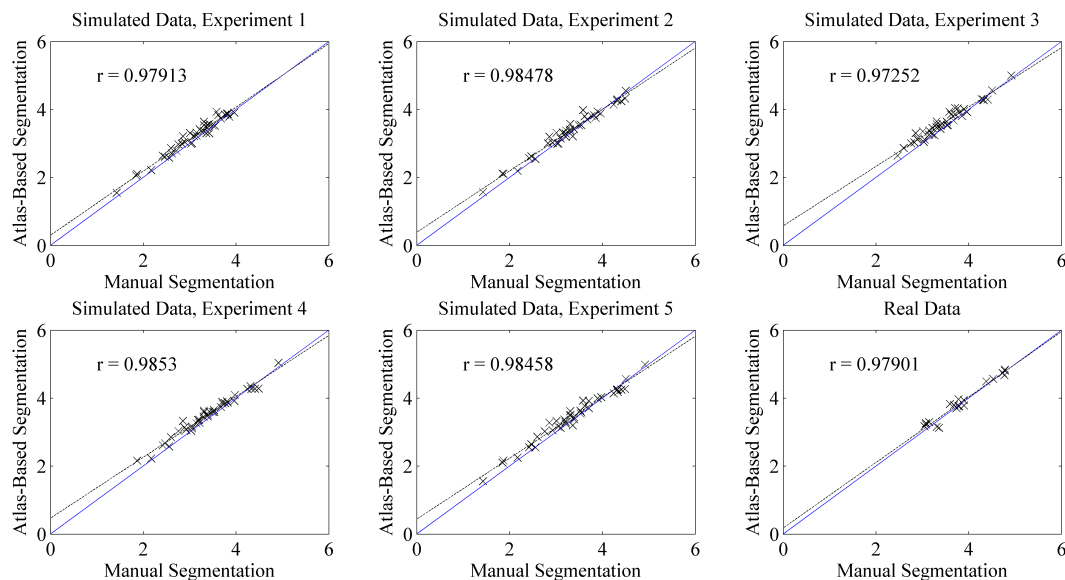 Simulated Data, Experiment 1
6
r = 0.97913
4
2
0
0 2 4 6
Atlas-Based Segmentation
Manual Segmentation
Simulated Data, Experiment 2
6
r = 0.98478
4
2
0
0 2 4 6
Atlas-Based Segmentation
Manual Segmentation
Simulated Data, Experiment 3
6
r = 0.97252
4
2
0
0 2 4 6
Atlas-Based Segmentation
Manual Segmentation
Simulated Data, Experiment 4
6
r = 0.9853
4
2
0
0 2 4 6
Atlas-Based Segmentation
Manual Segmentation
Simulated Data, Experiment 5
6
r = 0.98458
4
2
0
0 2 4 6
Atlas-Based Segmentation
Manual Segmentation
Real Data
6
r = 0.97901
4
2
0
0 2 4 6
Atlas-Based Segmentation
Manual Segmentation